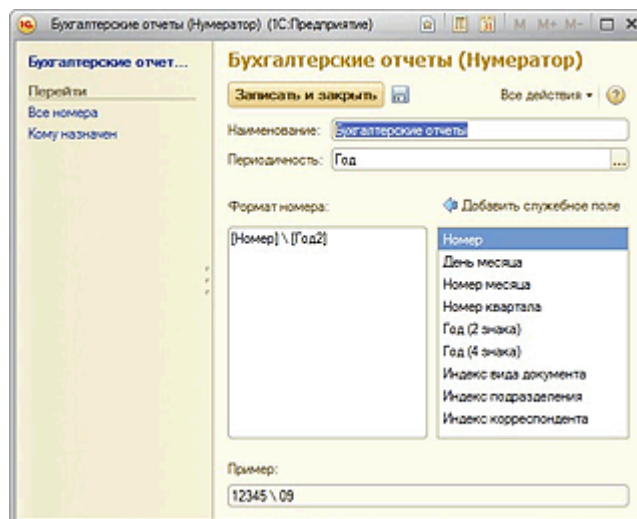 Бухгалтерские отчеты (Нумератор) (1С:Предприятие)
M M+ M-
Бухгалтерские отчет...
Перейти
Все номера
Кому назначен
Бухгалтерские отчеты (Нумератор)
Записать и закрыть
Все действия
Наименование: Бухгалтерские отчеты
Периодичность: Год ...
Формат номера:
Добавить служебное поле
[Номер] \ [Год2]
Номер
День месяца
Номер месяца
Номер квартала
Год (2 знака)
Год (4 знака)
Индекс вида документа
Индекс подразделения
Индекс корреспондента
Пример:
12345 \ 09